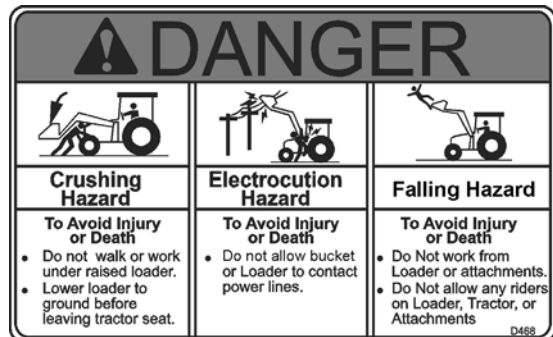 DANGER
Crushing
Hazard
To Avoid Injury
or Death
• Do not walk or work
under raised loader.
• Lower loader to
ground before
leaving tractor seat.
Electrocution
Hazard
To Avoid Injury
or Death
• Do not allow bucket
or Loader to contact
power lines.
Falling Hazard
To Avoid Injury
or Death
• Do Not work from
Loader or attachments.
• Do Not allow any riders
on Loader, Tractor, or
Attachments
D468